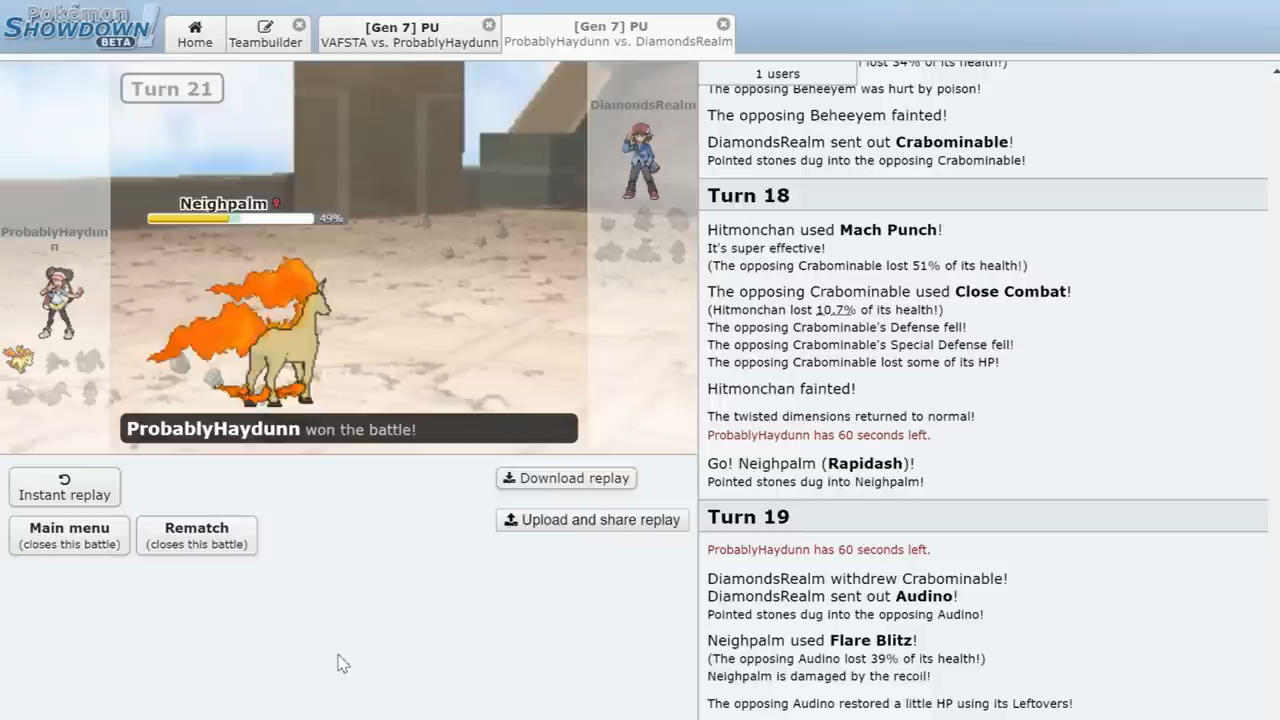 Pokémon
SHOWDOWN!
BETA
Home
Teambuilder
[Gen 7] PU
VAFSTA vs. ProbablyHaydunn
[Gen 7] PU
ProbablyHaydunn vs. DiamondsRealm
Turn 21
DiamondsRealm
Neighpalm
49%
ProbablyHaydun
n
ProbablyHaydunn won the battle!
Instant replay
Download replay
Upload and share replay
Main menu
(closes this battle)
Rematch
(closes this battle)
1 users
lost 34% of its health!)
The opposing Beheeyem was hurt by poison!
The opposing Beheeyem fainted!
DiamondsRealm sent out Crabominable!
Pointed stones dug into the opposing Crabominable!
Turn 18
Hitmonchan used Mach Punch!
It's super effective!
(The opposing Crabominable lost 51% of its health!)
The opposing Crabominable used Close Combat!
(Hitmonchan lost 10.7% of its health!)
The opposing Crabominable's Defense fell!
The opposing Crabominable's Special Defense fell!
The opposing Crabominable lost some of its HP!
Hitmonchan fainted!
The twisted dimensions returned to normal!
ProbablyHaydunn has 60 seconds left.
Go! Neighpalm (Rapidash)!
Pointed stones dug into Neighpalm!
Turn 19
ProbablyHaydunn has 60 seconds left.
DiamondsRealm withdrew Crabominable!
DiamondsRealm sent out Audino!
Pointed stones dug into the opposing Audino!
Neighpalm used Flare Blitz!
(The opposing Audino lost 39% of its health!)
Neighpalm is damaged by the recoil!
The opposing Audino restored a little HP using its Leftovers!